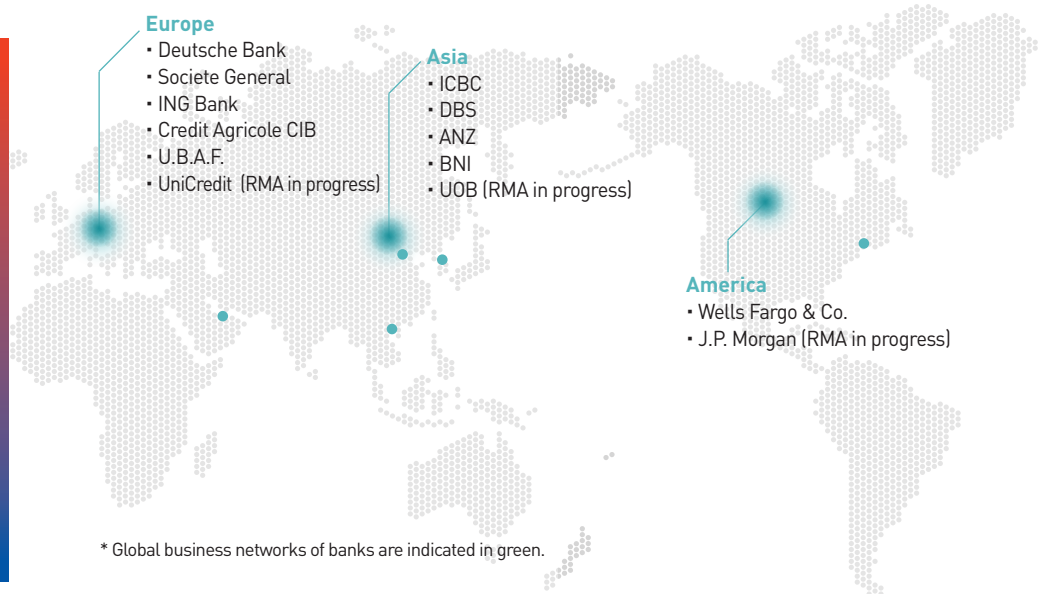 Europe
· Deutsche Bank
· Societe General
· ING Bank
· Credit Agricole CIB
· U.B.A.F.
· UniCredit (RMA in progress)
Asia
· ICBC
· DBS
· ANZ
· BNI
· UOB (RMA in progress)
America
· Wells Fargo & Co.
· J.P. Morgan (RMA in progress)
* Global business networks of banks are indicated in green.